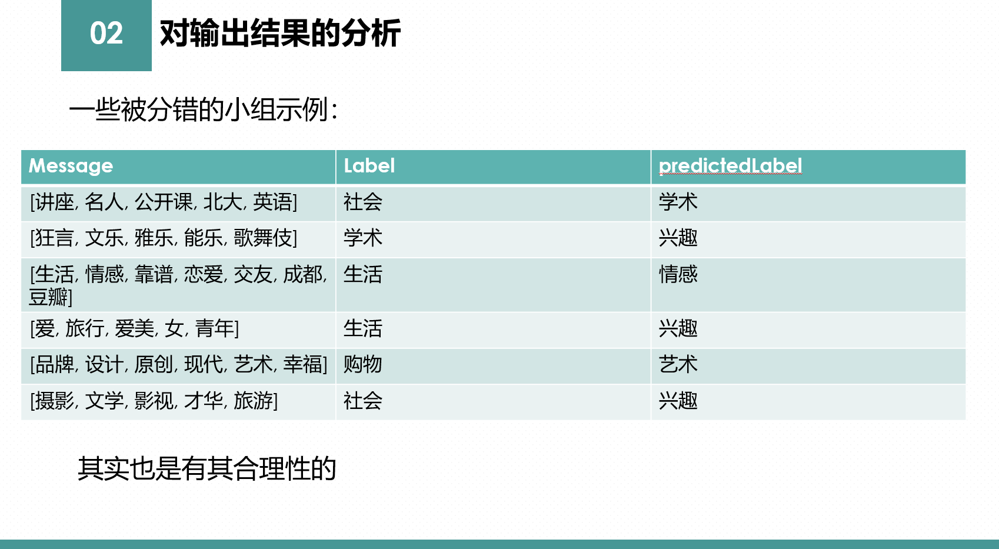 02 对输出结果的分析
一些被分错的小组示例：
Message Label predictedLabel
[讲座, 名人, 公开课, 北大, 英语] 社会 学术
[狂言, 文乐, 雅乐, 能乐, 歌舞伎] 学术 兴趣
[生活, 情感, 靠谱, 恋爱, 交友, 成都, 生活 情感
豆瓣]
[爱, 旅行, 爱美, 女, 青年] 生活 兴趣
[品牌, 设计, 原创, 现代, 艺术, 幸福] 购物 艺术
[摄影, 文学, 影视, 才华, 旅游] 社会 兴趣
其实也是有其合理性的